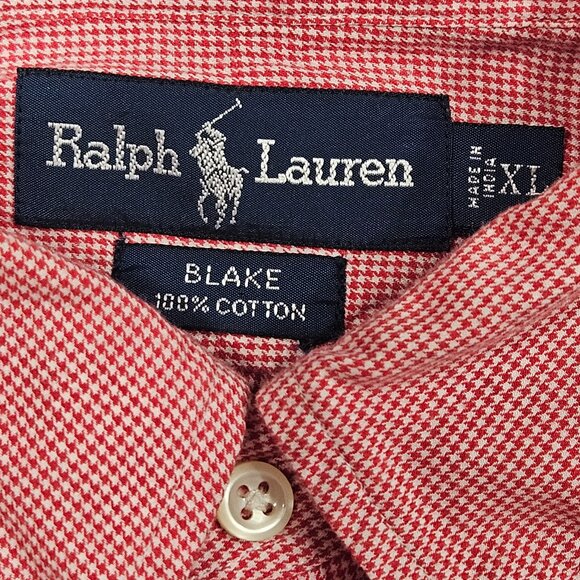 Ralph Lauren
MADE IN
INDIA
XL
BLAKE
100% COTTON